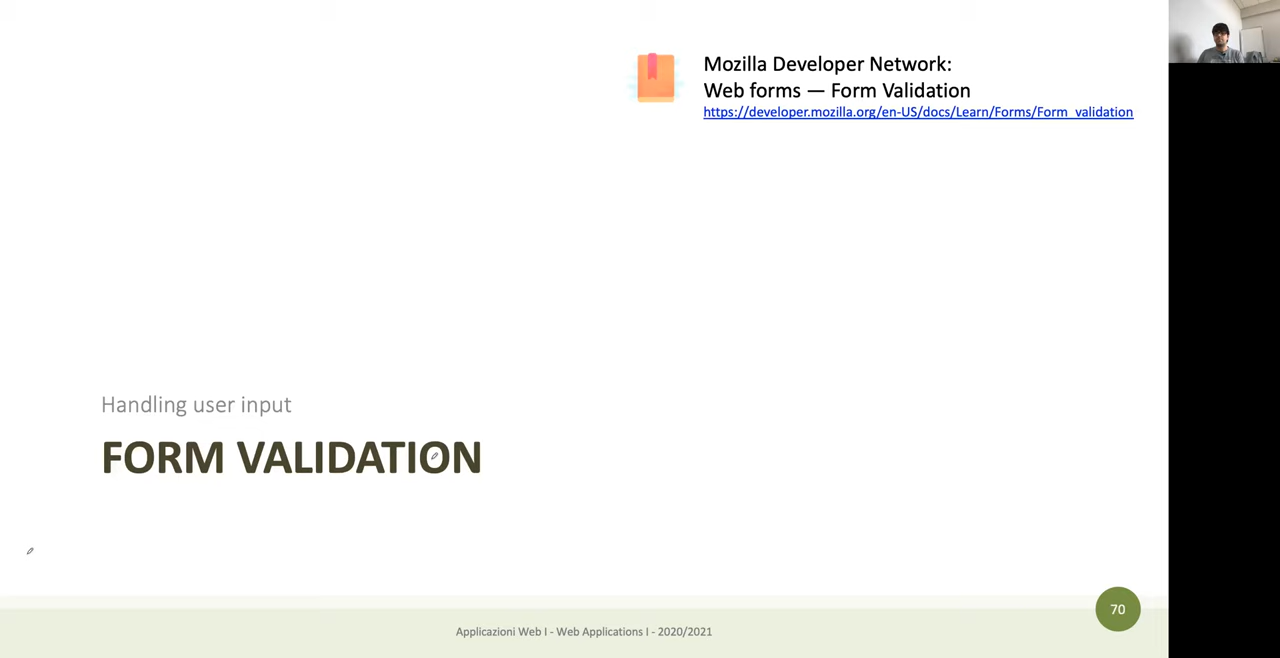 Mozilla Developer Network:
Web forms — Form Validation
https://developer.mozilla.org/en-US/docs/Learn/Forms/Form_validation
Handling user input
FORM VALIDATION
70
Applicazioni Web I - Web Applications I - 2020/2021